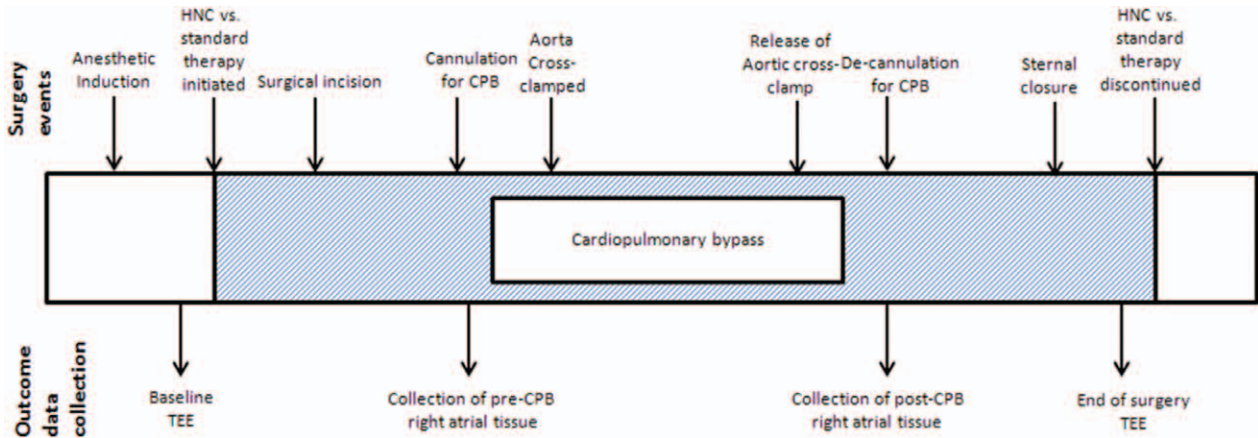 Surgery
events
Anesthetic
Induction
HNC vs.
standard
therapy
initiated
Surgical incision
Cannulation
for CPB
Aorta
Cross-
clamped
Release of
Aortic cross-
clamp
De-cannulation
for CPB
Sternal
closure
HNC vs.
standard
therapy
discontinued
Cardiopulmonary bypass
Outcome
data
collection
Baseline
TEE
Collection of pre-CPB
right atrial tissue
Collection of post-CPB
right atrial tissue
End of surgery
TEE